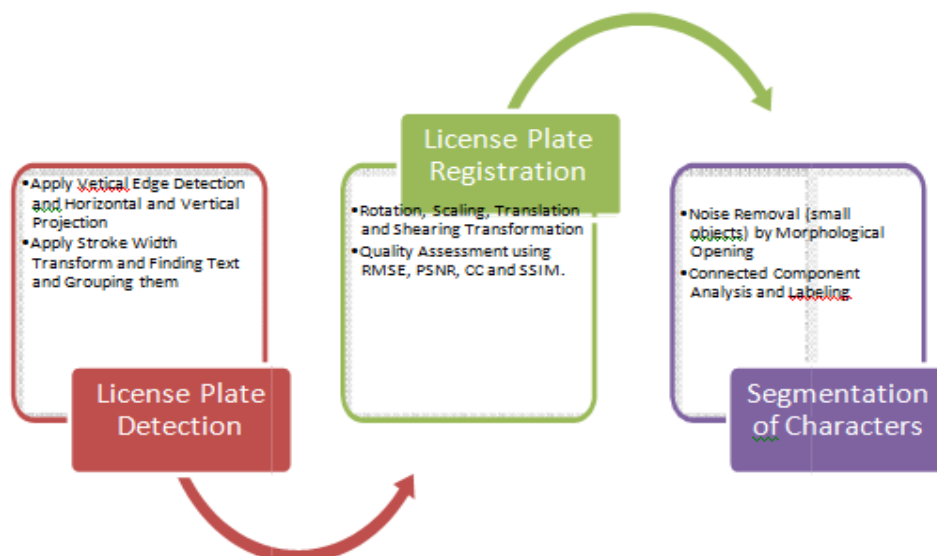 •Apply Vetical Edge Detection
and Horizontal and Vertical
Projection
•Apply Stroke Width
Transform and Finding Text
and Grouping them
License Plate
Detection
License Plate
Registration
•Rotation, Scaling, Translation
and Shearing Transformation
•Quality Assessment using
RMSE, PSNR, CC and SSIM.
•Noise Removal (small
objects) by Morphological
Opening
•Connected Component
Analysis and Labeling
Segmentation
of Characters